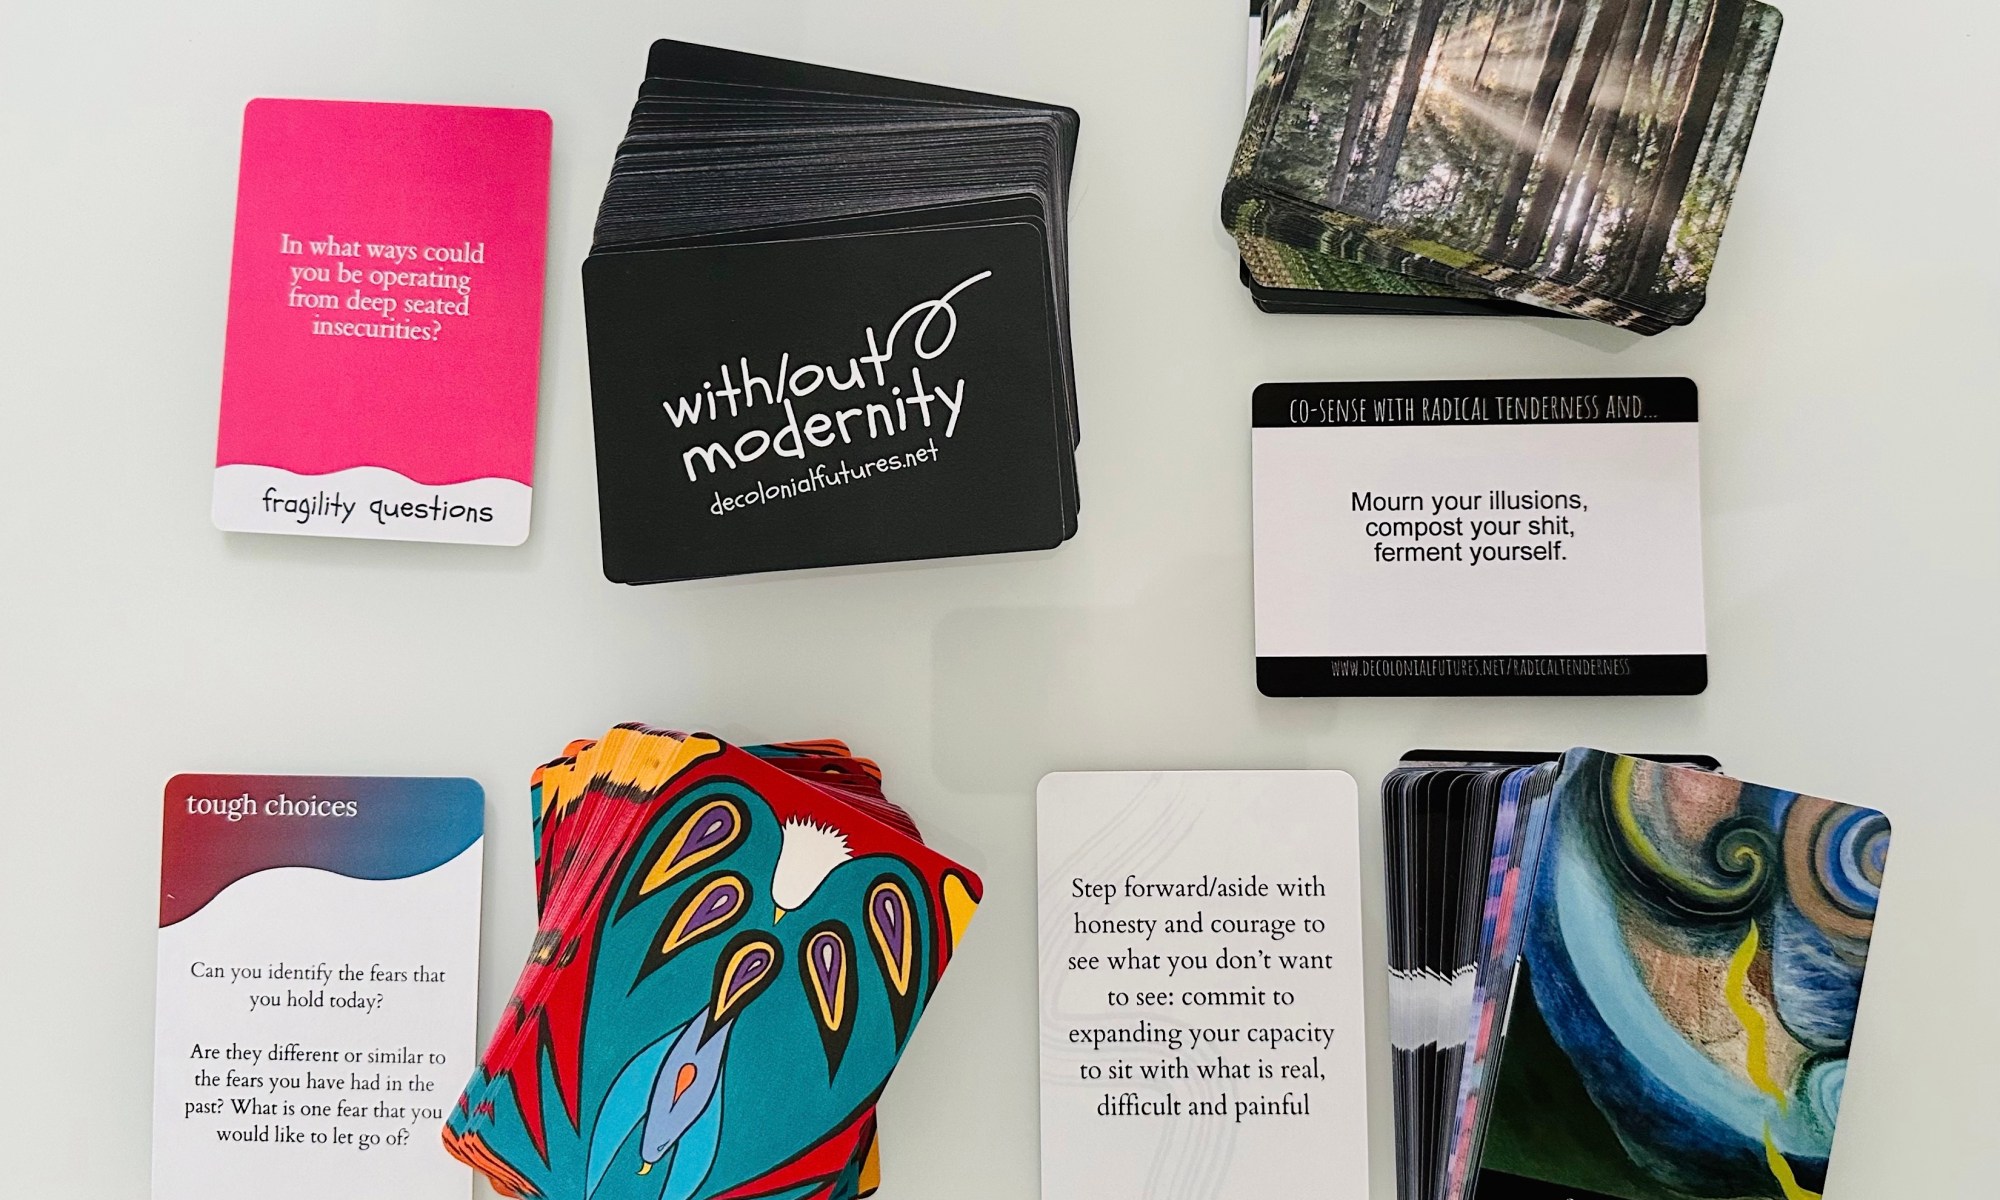 In what ways could
you be operating
from deep seated
insecurities?
fragility questions
with/out
modernity
decolonialfutures.net
CO-SENSE WITH RADICAL TENDERNESS AND...
Mourn your illusions,
compost your shit,
ferment yourself.
WWW.DECOLONIALFUTURES.NET/RADICALTENDERNESS
tough choices
Can you identify the fears that
you hold today?
Are they different or similar to
the fears you have had in the
past? What is one fear that you
would like to let go of?
Step forward/aside with
honesty and courage to
see what you don't want
to see: commit to
expanding your capacity
to sit with what is real,
difficult and painful